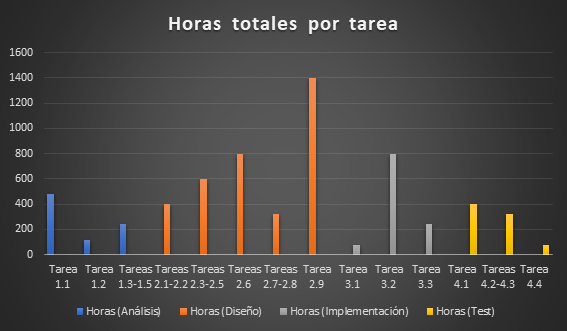 Horas totales por tarea
1600
1400
1200
1000
800
600
400
200
0
Tarea Tarea Tareas Tareas Tareas Tareas Tareas Tarea Tarea Tarea Tarea Tarea Tareas Tarea
1.1 1.2 1.3-1.5 2.1-2.2 2.3-2.5 2.6 2.7-2.8 2.9 3.1 3.2 3.3 4.1 4.2-4.3 4.4
Horas (Análisis) Horas (Diseño) Horas (Implementación) Horas (Test)